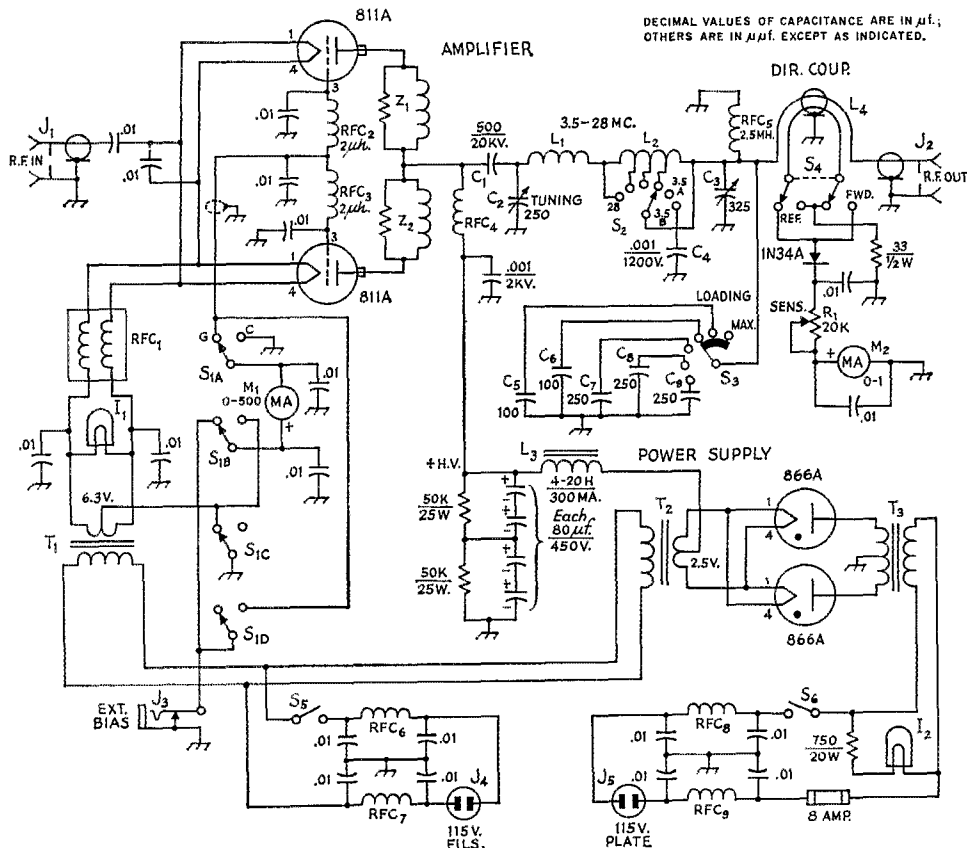 DECIMAL VALUES OF CAPACITANCE ARE IN µf.;
OTHERS ARE IN µµf. EXCEPT AS INDICATED.
811A
AMPLIFIER
DIR. COUP.
1
4
3
.01
Z1
RFC2
2µh.
J1
.01
R.F. IN
.01
500
20KV.
C1
3.5-28 MC.
L1
L2
RFC5
2.5MH.
L4
S4
J2
R.F. OUT
REF.
FWD.
.01
RFC3
2µh.
.01
Z2
RFC4
C2
TUNING
250
28
S2
3.5
A
3.5
B
C3
325
.001
1200V.
C4
1N34A
33
1/2W
.01
3
1
4
811A
.001
2KV.
SENS.
R1
20K
RFC1
G
C
S1A
LOADING
MAX.
S3
C5
100
C6
100
C7
250
C8
250
C9
250
+
MA
M2
0-1
.01
I1
.01
.01
M1
0-500
MA
+
.01
S1B
.01
6.3V.
T1
S1C
S1D
+H.V.
L3
4-20H
300MA.
50K
25W
50K
25W.
+
-
+
-
+
-
+
-
Each
80µf.
450V.
POWER SUPPLY
866A
T2
2.5V.
1
4
1
4
T3
866A
EXT.
BIAS
J3
S5
RFC6
.01
.01
.01
.01
RFC7
J4
115V.
FILS.
RFC8
S6
.01
.01
750
20W
I2
J5
.01
.01
RFC9
8 AMP.
115V.
PLATE